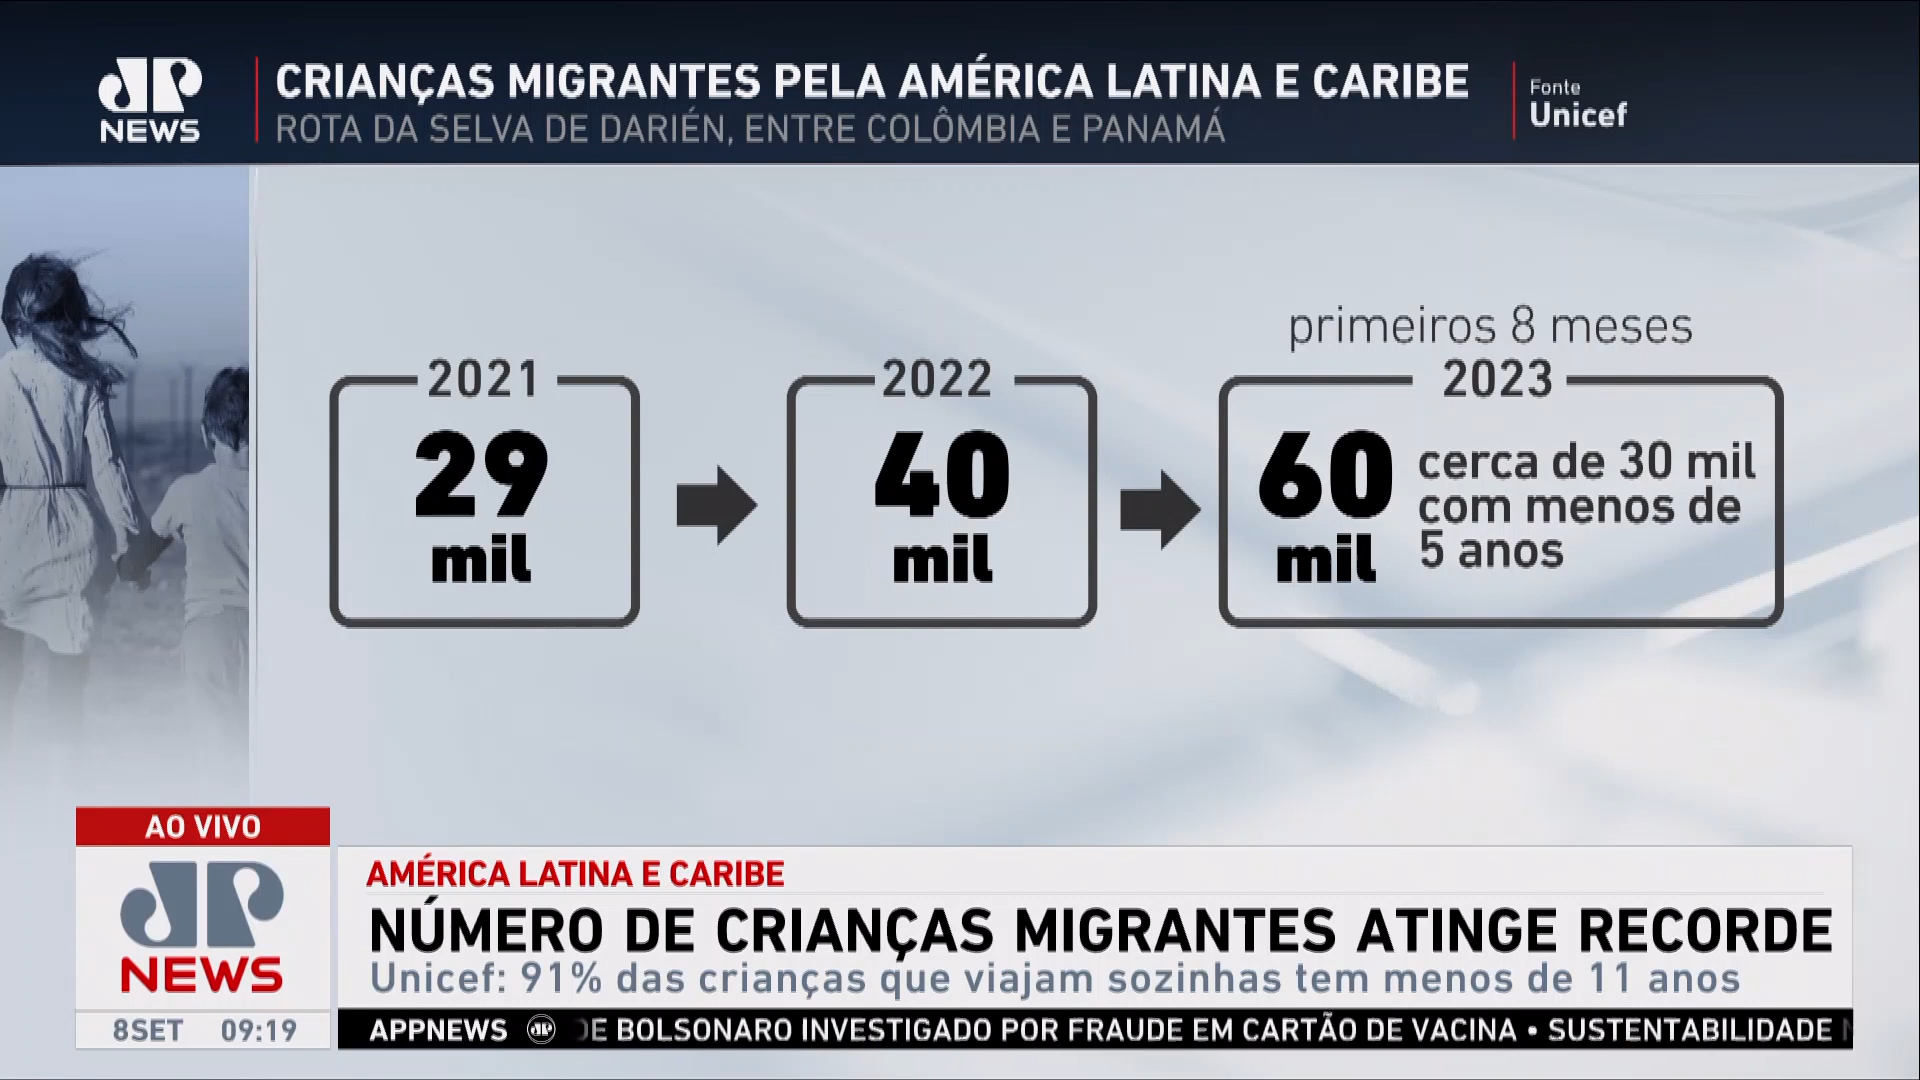 JP
NEWS
CRIANÇAS MIGRANTES PELA AMÉRICA LATINA E CARIBE
ROTA DA SELVA DE DARIÉN, ENTRE COLÔMBIA E PANAMÁ
Fonte
Unicef
2021
29
mil
2022
40
mil
primeiros 8 meses
2023
60
mil
cerca de 30 mil
com menos de
5 anos
AO VIVO
JP
NEWS
8SET 09:19
AMÉRICA LATINA E CARIBE
NÚMERO DE CRIANÇAS MIGRANTES ATINGE RECORDE
Unicef: 91% das crianças que viajam sozinhas tem menos de 11 anos
APPNEWS JP DE BOLSONARO INVESTIGADO POR FRAUDE EM CARTÃO DE VACINA • SUSTENTABILIDADE